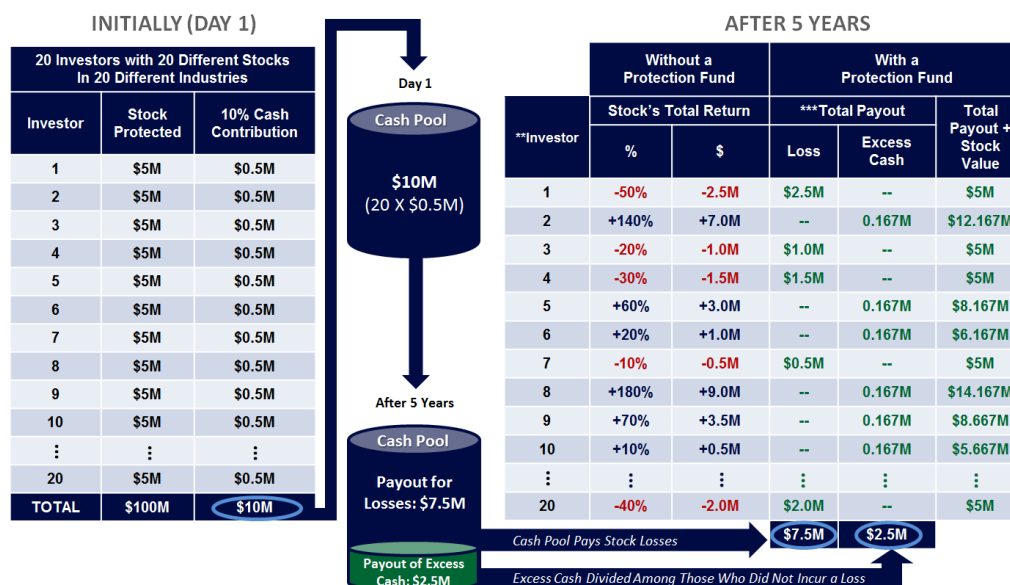 INITIALLY (DAY 1)
20 Investors with 20 Different Stocks
In 20 Different Industries
Investor
Stock
Protected
10% Cash
Contribution
1 $5M $0.5M
2 $5M $0.5M
3 $5M $0.5M
4 $5M $0.5M
5 $5M $0.5M
6 $5M $0.5M
7 $5M $0.5M
8 $5M $0.5M
9 $5M $0.5M
10 $5M $0.5M
⋮ ⋮ ⋮
20 $5M $0.5M
TOTAL $100M $10M
Day 1
Cash Pool
$10M
(20 X $0.5M)
After 5 Years
Cash Pool
Payout for
Losses: $7.5M
Payout of Excess
Cash: $2.5M
AFTER 5 YEARS
Without a
Protection Fund
With a
Protection Fund
**Investor
Stock's Total Return
***Total Payout
Total
Payout +
Stock
Value
% $ Loss
Excess
Cash
1 -50% -2.5M $2.5M -- $5M
2 +140% +7.0M -- 0.167M $12.167M
3 -20% -1.0M $1.0M -- $5M
4 -30% -1.5M $1.5M -- $5M
5 +60% +3.0M -- 0.167M $8.167M
6 +20% +1.0M -- 0.167M $6.167M
7 -10% -0.5M $0.5M -- $5M
8 +180% +9.0M -- 0.167M $14.167M
9 +70% +3.5M -- 0.167M $8.667M
10 +10% +0.5M -- 0.167M $5.667M
⋮ ⋮ ⋮ ⋮ ⋮ ⋮
20 -40% -2.0M $2.0M -- $5M
$7.5M $2.5M
Cash Pool Pays Stock Losses
Excess Cash Divided Among Those Who Did Not Incur a Loss